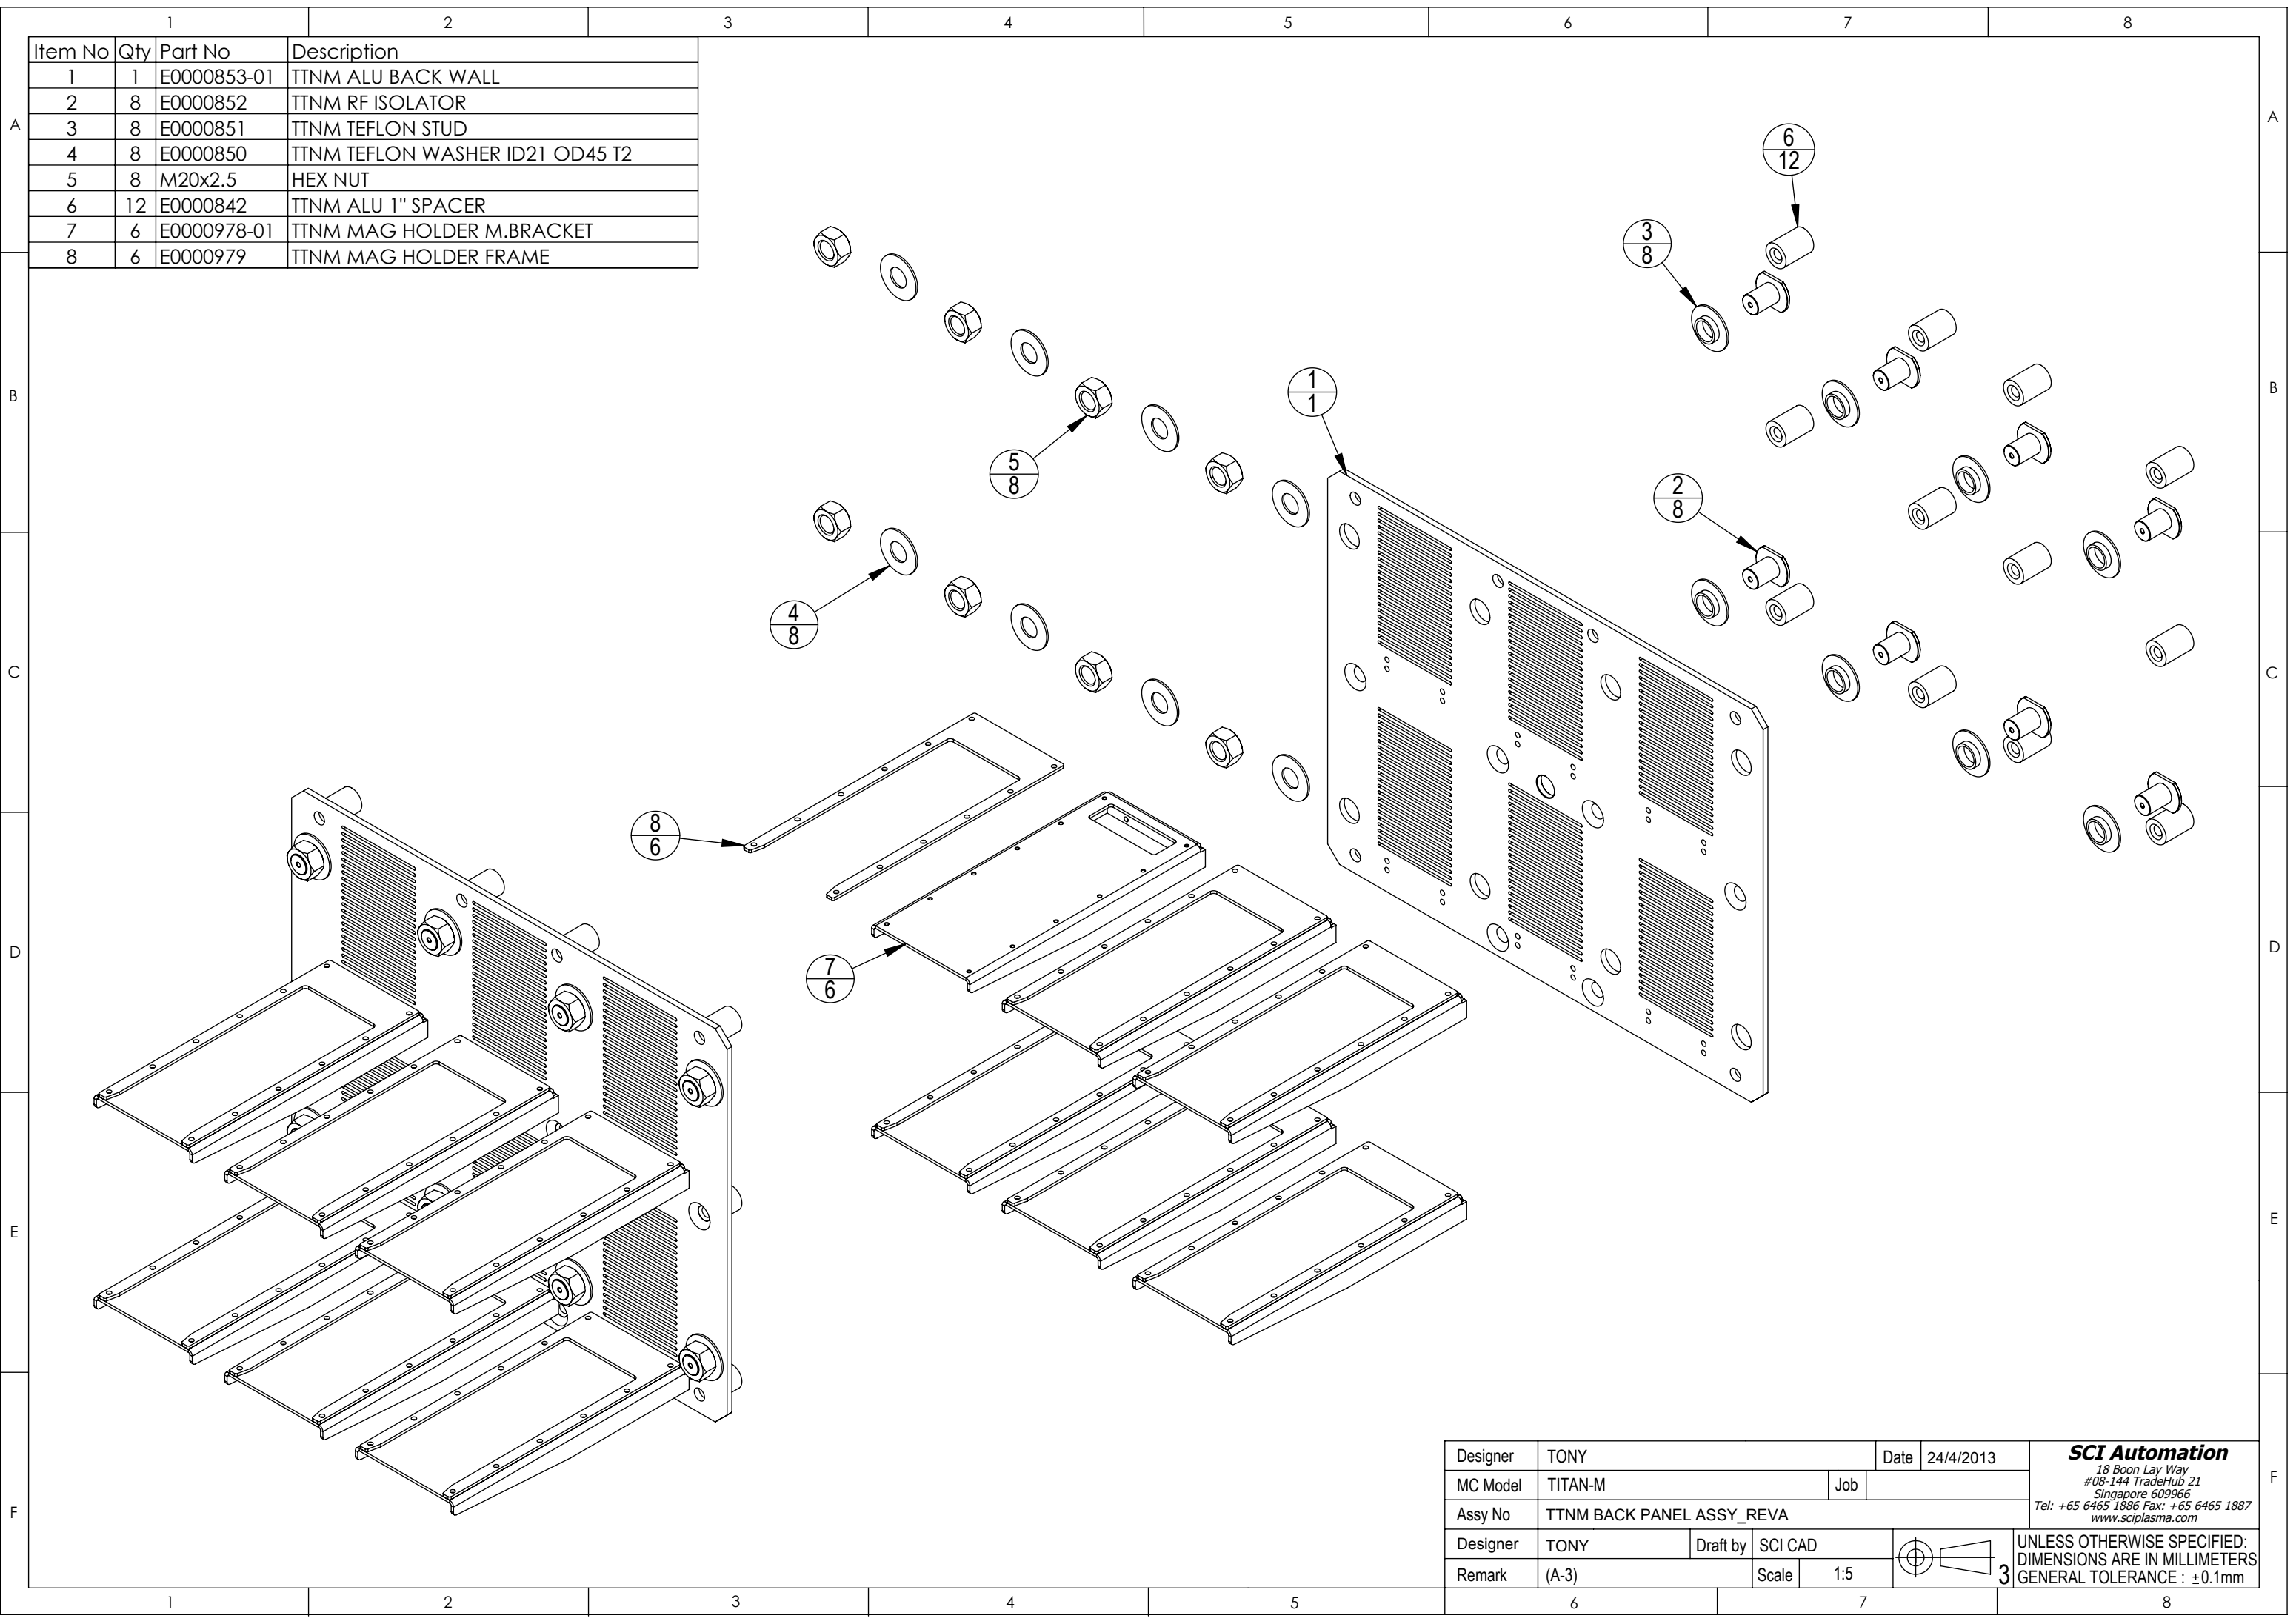 1 2 3 4 5 6 7 8
Item No Qty Part No Description
1 1 E0000853-01 TTNM ALU BACK WALL
2 8 E0000852 TTNM RF ISOLATOR
3 8 E0000851 TTNM TEFLON STUD
4 8 E0000850 TTNM TEFLON WASHER ID21 OD45 T2
5 8 M20x2.5 HEX NUT
6 12 E0000842 TTNM ALU 1" SPACER
7 6 E0000978-01 TTNM MAG HOLDER M.BRACKET
8 6 E0000979 TTNM MAG HOLDER FRAME
A A
B B
C C
D D
E E
F F
6
12
3
8
1
1
5
8
2
8
4
8
8
6
7
6
Designer TONY Date 24/4/2013
MC Model TITAN-M Job
Assy No TTNM BACK PANEL ASSY_REVA
Designer TONY Draft by SCI CAD
Remark (A-3) Scale 1:5
3
SCI Automation
18 Boon Lay Way
#08-144 TradeHub 21
Singapore 609966
Tel: +65 6465 1886 Fax: +65 6465 1887
www.sciplasma.com
UNLESS OTHERWISE SPECIFIED:
DIMENSIONS ARE IN MILLIMETERS
GENERAL TOLERANCE : ±0.1mm
1 2 3 4 5 6 7 8